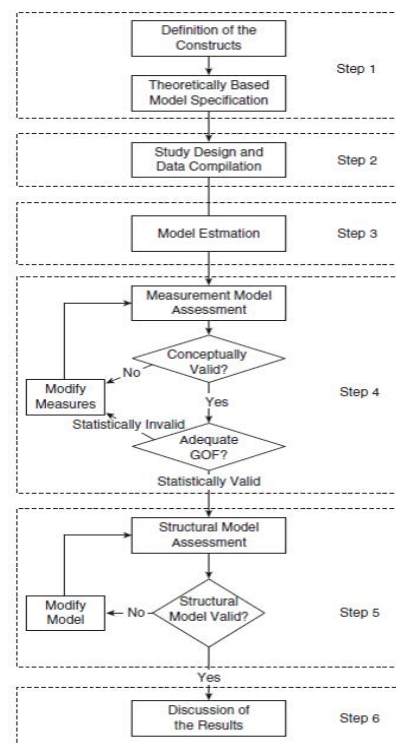 Definition of the
Constructs
Step 1
Theoretically Based
Model Specification
Study Design and
Data Compilation
Step 2
Model Estmation
Step 3
Measurement Model
Assessment
Conceptually
Valid?
No
Modify
Measures
Yes
Step 4
Statistically Invalid
Adequate
GOF?
Statistically Valid
Structural Model
Assessment
Structural
Model Valid?
No
Modify
Model
Step 5
Yes
Discussion of
the Results
Step 6